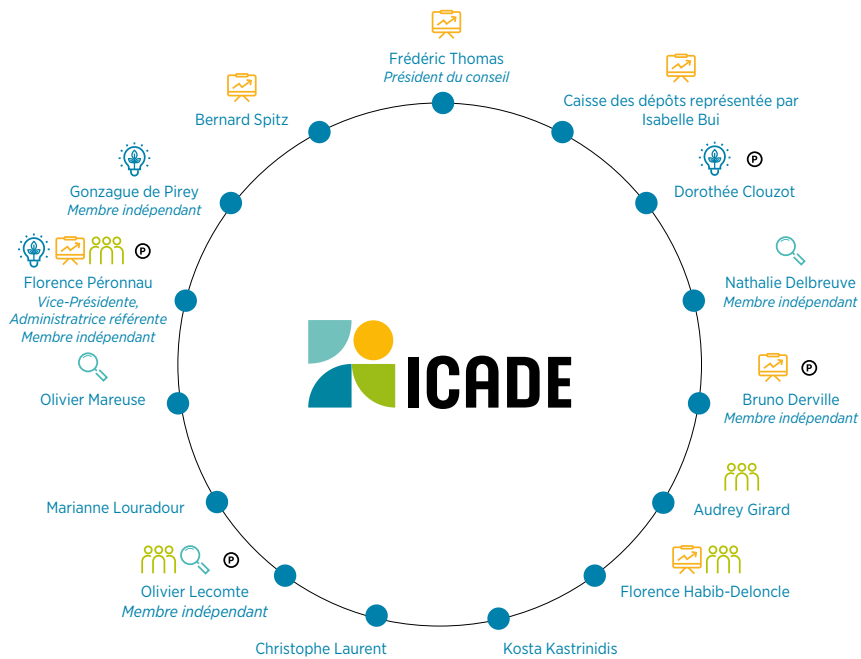 Frédéric Thomas
Président du conseil
Caisse des dépôts représentée par
Isabelle Bui
P
Dorothée Clouzot
Nathalie Delbreuve
Membre indépendant
P
Bruno Derville
Membre indépendant
Audrey Girard
Florence Habib-Deloncle
Kosta Kastrinidis
Christophe Laurent
P
Olivier Lecomte
Membre indépendant
Marianne Louradour
Olivier Mareuse
P
Florence Péronnau
Vice-Présidente,
Administratrice référente
Membre indépendant
Gonzague de Pirey
Membre indépendant
Bernard Spitz
ICADE